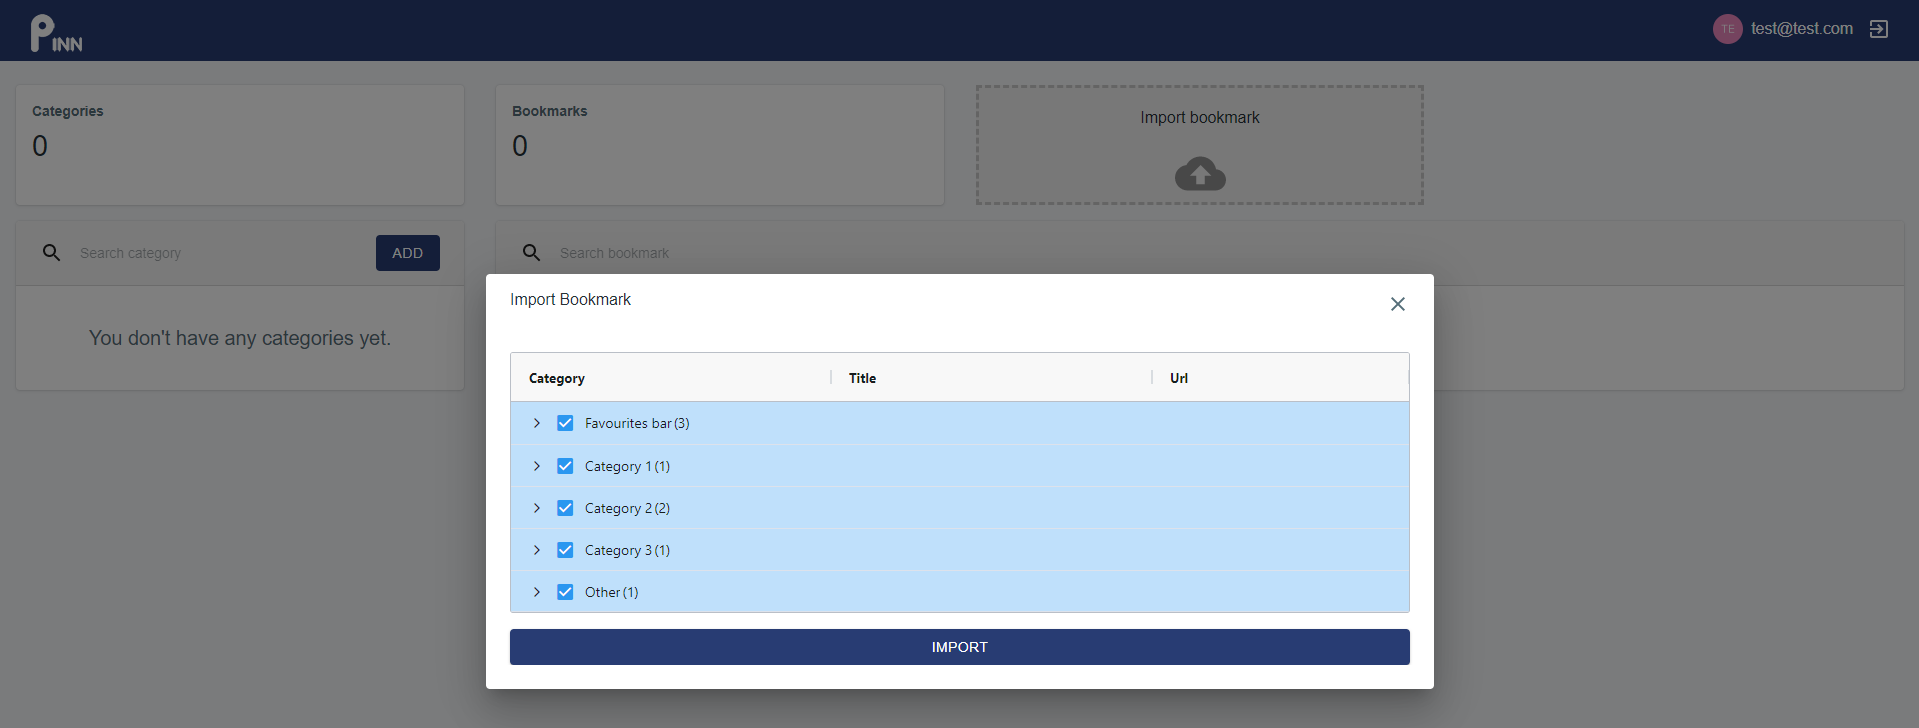 PINN
TE test@test.com
Categories
0
Bookmarks
0
Import bookmark
Search category
ADD
Search bookmark
You don't have any categories yet.
Import Bookmark
Category Title Url
Favourites bar (3)
Category 1 (1)
Category 2 (2)
Category 3 (1)
Other (1)
IMPORT